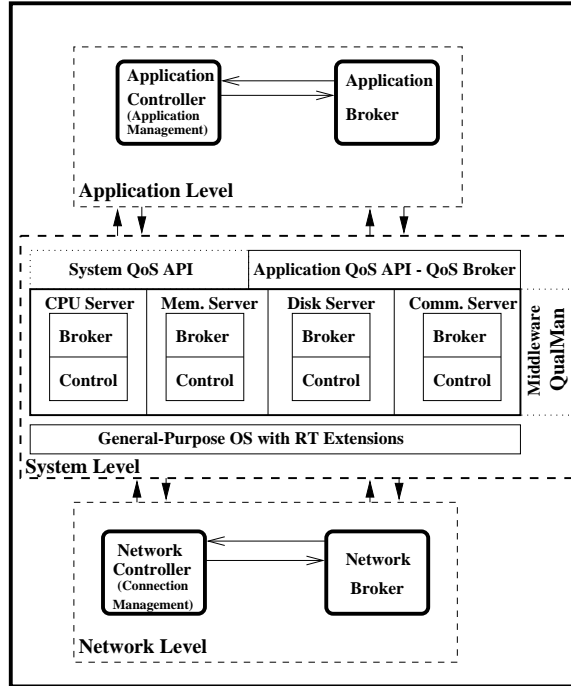 Application
Controller
(Application
Management)
Application
Broker
Application Level
System QoS API
Application QoS API - QoS Broker
CPU Server
Mem. Server
Disk Server
Comm. Server
Broker
Broker
Broker
Broker
Control
Control
Control
Control
Middleware
QualMan
General-Purpose OS with RT Extensions
System Level
Network
Controller
(Connection
Management)
Network
Broker
Network Level